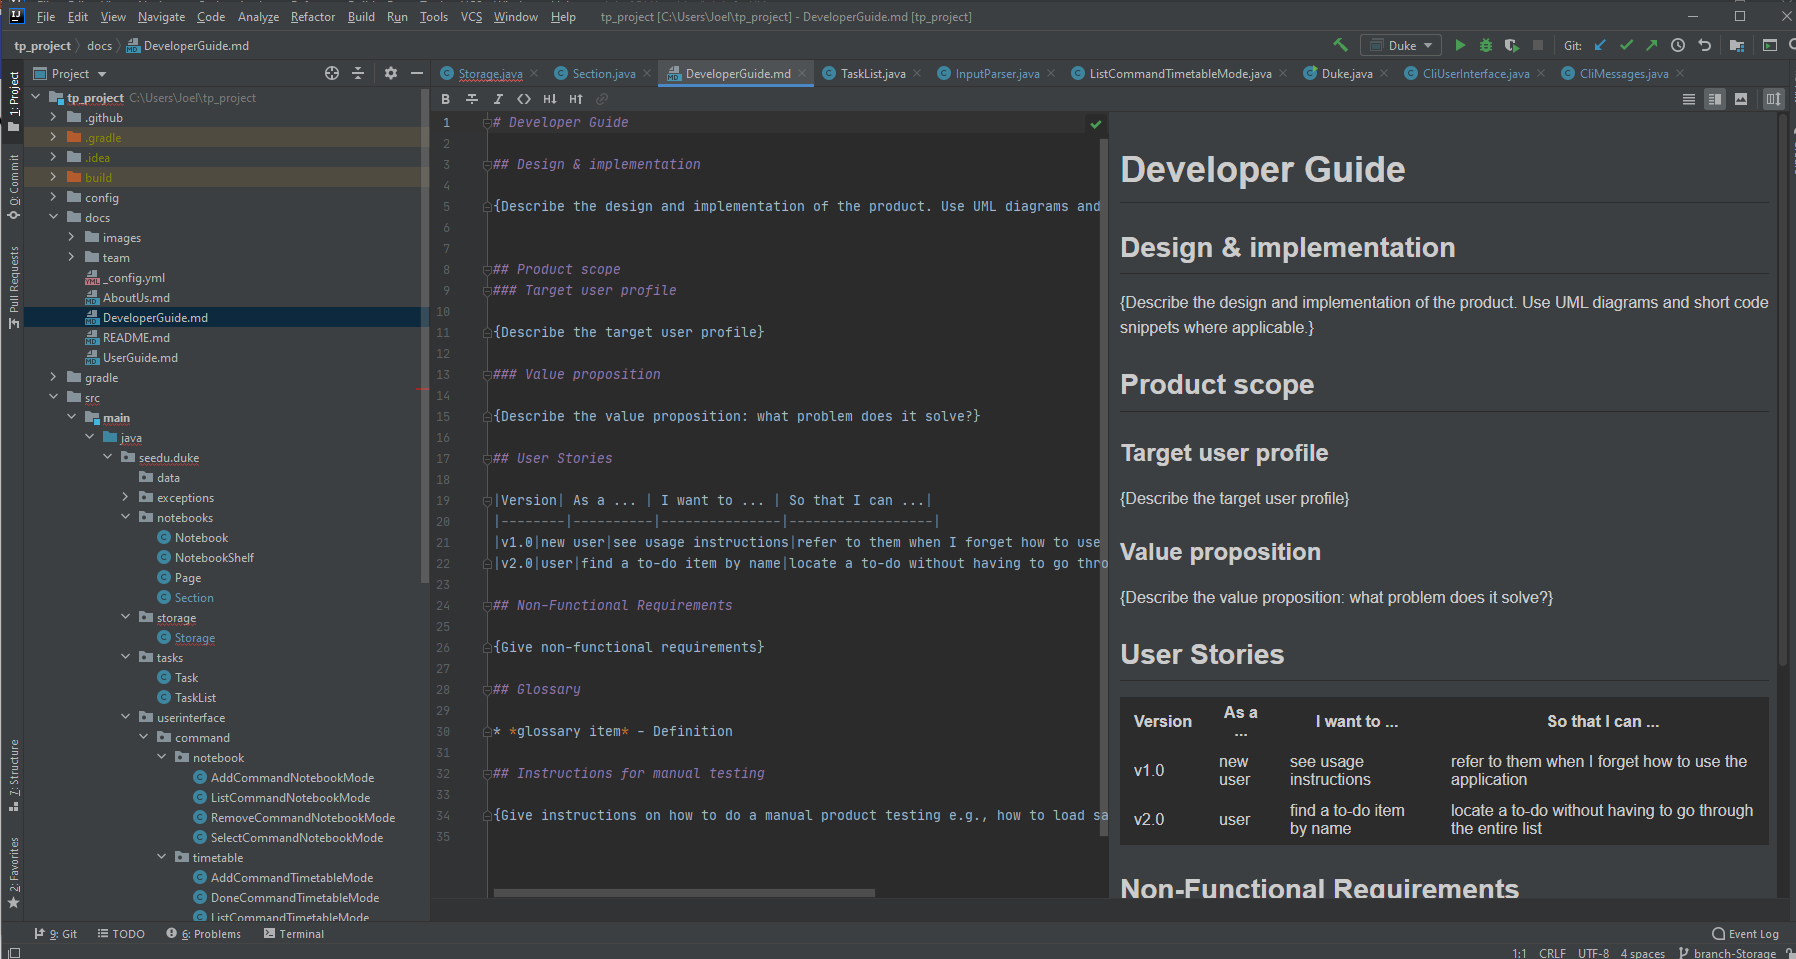 File Edit View Navigate Code Analyze Refactor Build Run Tools VCS Window Help tp_project [C:\Users\Joel\tp_project] - DeveloperGuide.md [tp_project]
tp_project docs DeveloperGuide.md Duke Git:
Project Storage.java Section.java DeveloperGuide.md TaskList.java InputParser.java ListCommandTimetableMode.java Duke.java CliUserInterface.java CliMessages.java
1: Project
0: Commit
Pull Requests
7: Structure
2: Favorites
tp_project C:\Users\Joel\tp_project
.github
.gradle
.idea
build
config
docs
images
team
_config.yml
AboutUs.md
DeveloperGuide.md
README.md
UserGuide.md
gradle
src
main
java
seedu.duke
data
exceptions
notebooks
Notebook
NotebookShelf
Page
Section
storage
Storage
tasks
Task
TaskList
userinterface
command
notebook
AddCommandNotebookMode
ListCommandNotebookMode
RemoveCommandNotebookMode
SelectCommandNotebookMode
timetable
AddCommandTimetableMode
DoneCommandTimetableMode
ListCommandTimetableMode
1 # Developer Guide
2
3 ## Design & implementation
4
5 {Describe the design and implementation of the product. Use UML diagrams and
6
7
8 ## Product scope
9 ### Target user profile
10
11 {Describe the target user profile}
12
13 ### Value proposition
14
15 {Describe the value proposition: what problem does it solve?}
16
17 ## User Stories
18
19 |Version| As a ... | I want to ... | So that I can ...|
20 |--------|----------|---------------|------------------|
21 |v1.0|new user|see usage instructions|refer to them when I forget how to use
22 |v2.0|user|find a to-do item by name|locate a to-do without having to go thro
23
24 ## Non-Functional Requirements
25
26 {Give non-functional requirements}
27
28 ## Glossary
29
30 * *glossary item* - Definition
31
32 ## Instructions for manual testing
33
34 {Give instructions on how to do a manual product testing e.g., how to load sa
35
Developer Guide
Design & implementation
{Describe the design and implementation of the product. Use UML diagrams and short code
snippets where applicable.}
Product scope
Target user profile
{Describe the target user profile}
Value proposition
{Describe the value proposition: what problem does it solve?}
User Stories
Version As a ... I want to ... So that I can ...
v1.0 new user see usage instructions refer to them when I forget how to use the application
v2.0 user find a to-do item by name locate a to-do without having to go through the entire list
Non-Functional Requirements
9: Git TODO 6: Problems Terminal Event Log
1:1 CRLF UTF-8 4 spaces branch-Storage